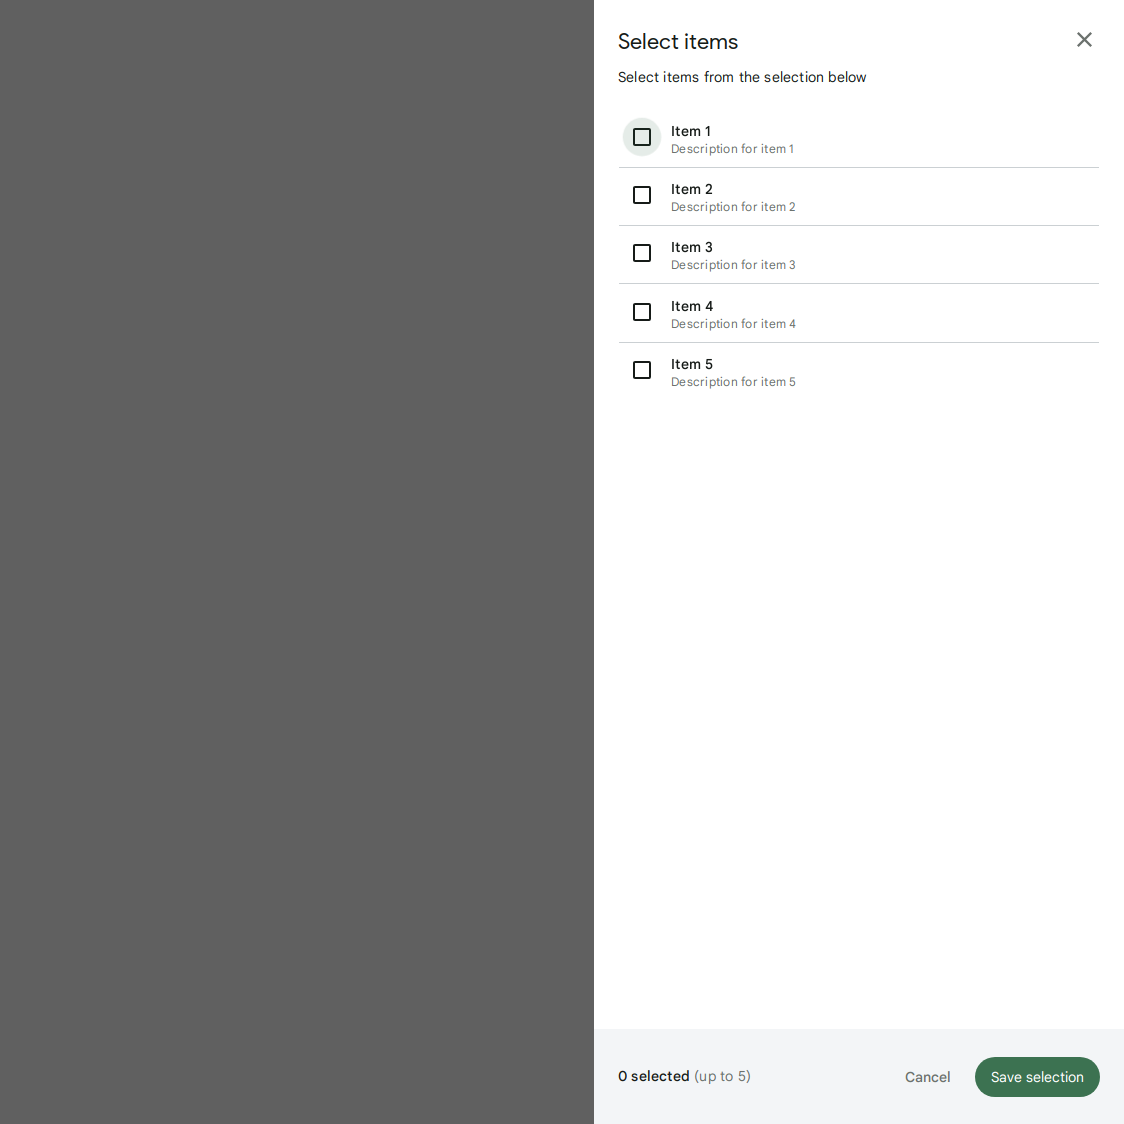 Select items
Select items from the selection below
Item 1
Description for item 1
Item 2
Description for item 2
Item 3
Description for item 3
Item 4
Description for item 4
Item 5
Description for item 5
0 selected (up to 5)
Cancel
Save selection